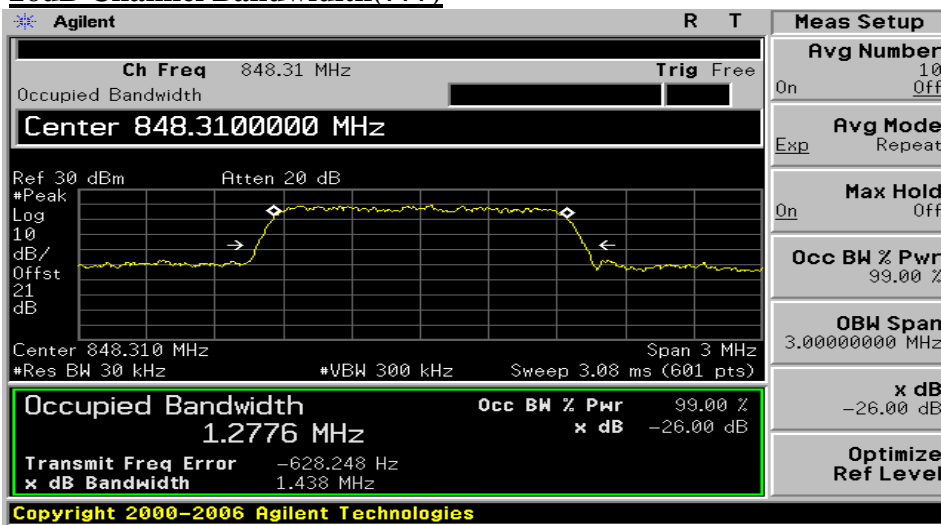 Agilent R T
Ch Freq 848.31 MHz Trig Free
Occupied Bandwidth
Center 848.3100000 MHz
Ref 30 dBm Atten 20 dB
#Peak
Log
10
dB/
Offst
21
dB
Center 848.310 MHz Span 3 MHz
#Res BW 30 kHz #VBW 300 kHz Sweep 3.08 ms (601 pts)
Occupied Bandwidth Occ BW % Pwr 99.00 %
1.2776 MHz x dB -26.00 dB
Transmit Freq Error -628.248 Hz
x dB Bandwidth 1.438 MHz
Copyright 2000-2006 Agilent Technologies
Meas Setup
Avg Number
10
On Off
Avg Mode
Exp Repeat
Max Hold
On Off
Occ BW % Pwr
99.00 %
OBW Span
3.00000000 MHz
x dB
-26.00 dB
Optimize
Ref Level